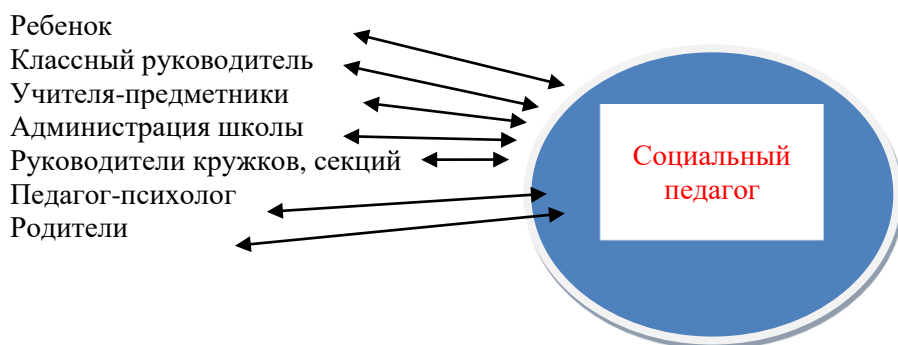 Ребенок
Классный руководитель
Учителя-предметники
Администрация школы
Руководители кружков, секций
Педагог-психолог
Родители
Социальный
педагог